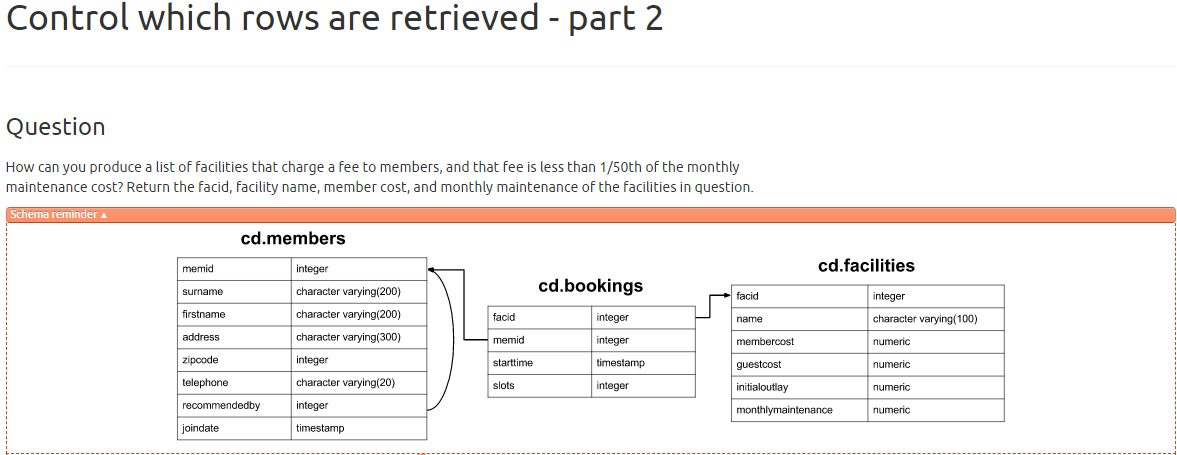 Control which rows are retrieved - part 2
Question
How can you produce a list of facilities that charge a fee to members, and that fee is less than 1/50th of the monthly
maintenance cost? Return the facid, facility name, member cost, and monthly maintenance of the facilities in question.
Schema reminder ▲
cd.members
memid integer
surname character varying(200)
firstname character varying(200)
address character varying(300)
zipcode integer
telephone character varying(20)
recommendedby integer
joindate timestamp
cd.bookings
facid integer
memid integer
starttime timestamp
slots integer
cd.facilities
facid integer
name character varying(100)
membercost numeric
guestcost numeric
initialoutlay numeric
monthlymaintenance numeric